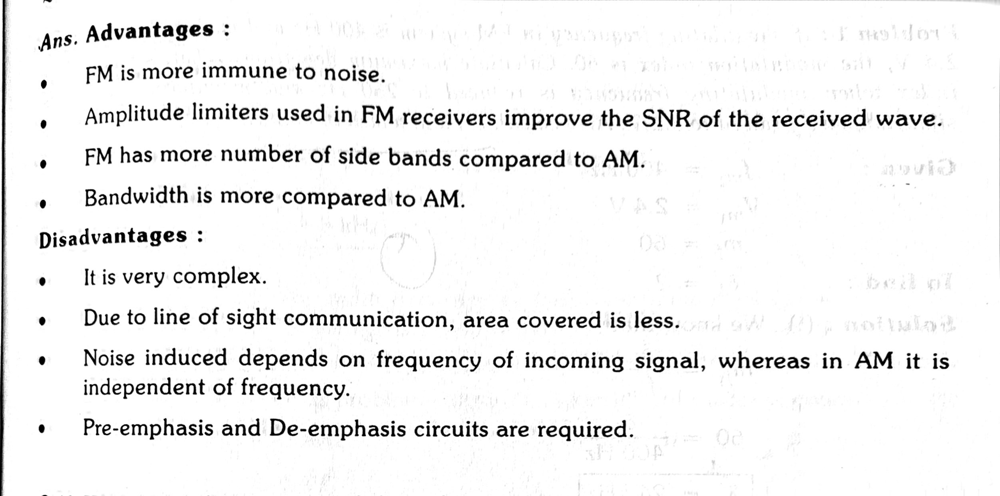 Ans. Advantages :
• FM is more immune to noise.
• Amplitude limiters used in FM receivers improve the SNR of the received wave.
• FM has more number of side bands compared to AM.
• Bandwidth is more compared to AM.
Disadvantages :
• It is very complex.
• Due to line of sight communication, area covered is less.
• Noise induced depends on frequency of incoming signal, whereas in AM it is
independent of frequency.
• Pre-emphasis and De-emphasis circuits are required.